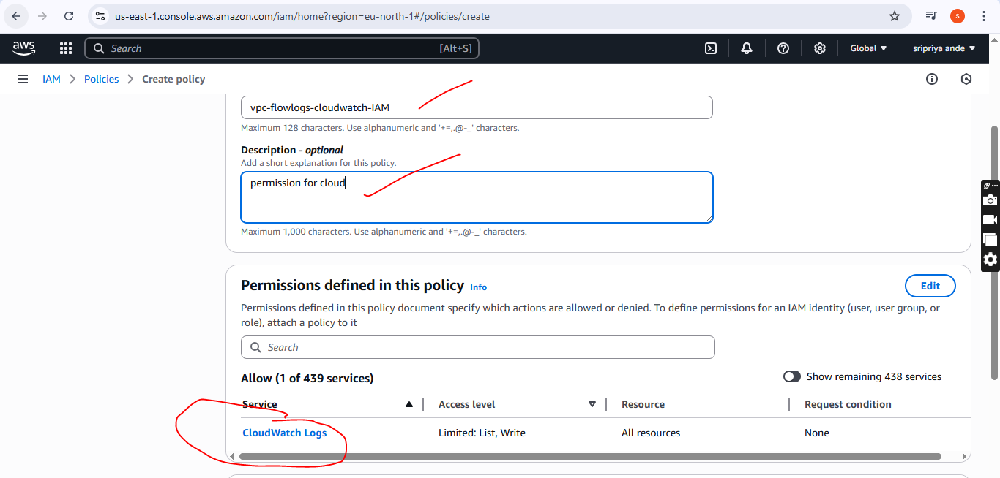 us-east-1.console.aws.amazon.com/iam/home?region=eu-north-1#/policies/create
s
aws
Search [Alt+S]
Global
sripriya ande
IAM > Policies > Create policy
vpc-flowlogs-cloudwatch-IAM
Maximum 128 characters. Use alphanumeric and '+=,.@-_' characters.
Description - optional
Add a short explanation for this policy.
permission for cloud
Maximum 1,000 characters. Use alphanumeric and '+=,.@-_' characters.
Permissions defined in this policy Info
Edit
Permissions defined in this policy document specify which actions are allowed or denied. To define permissions for an IAM identity (user, user group, or
role), attach a policy to it
Search
Allow (1 of 439 services)
Show remaining 438 services
Service Access level Resource Request condition
CloudWatch Logs Limited: List, Write All resources None